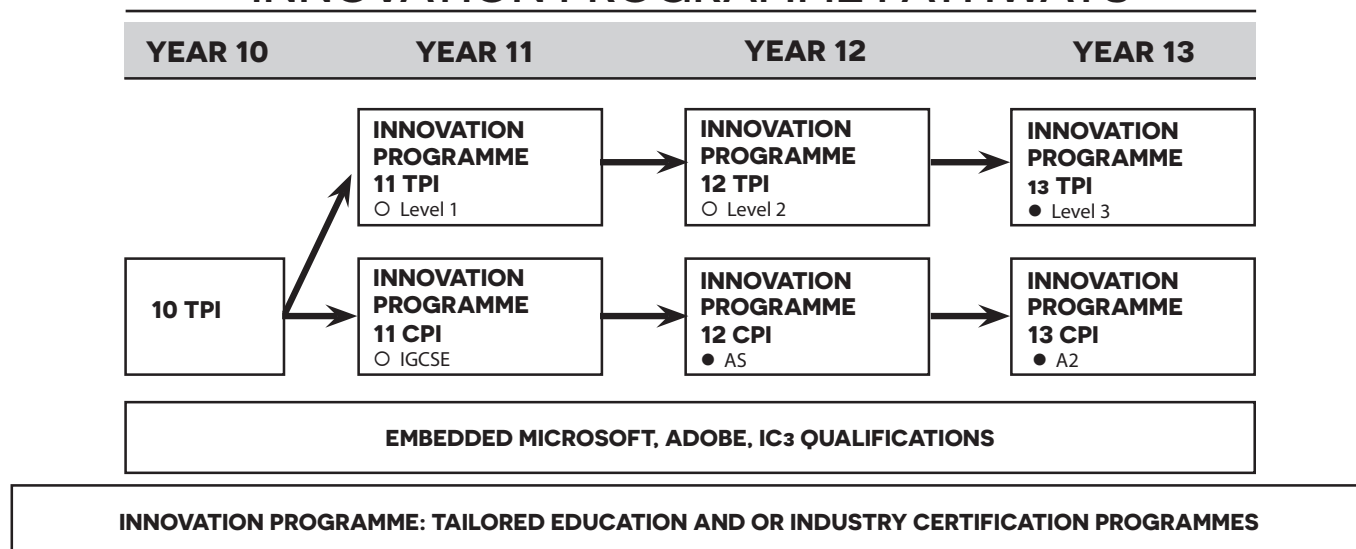 INNOVATION PROGRAMME PATHWAYS
YEAR 10 YEAR 11 YEAR 12 YEAR 13
INNOVATION
PROGRAMME
11 TPI
○ Level 1
INNOVATION
PROGRAMME
12 TPI
○ Level 2
INNOVATION
PROGRAMME
13 TPI
● Level 3
10 TPI
INNOVATION
PROGRAMME
11 CPI
○ IGCSE
INNOVATION
PROGRAMME
12 CPI
● AS
INNOVATION
PROGRAMME
13 CPI
● A2
EMBEDDED MICROSOFT, ADOBE, IC3 QUALIFICATIONS
INNOVATION PROGRAMME: TAILORED EDUCATION AND OR INDUSTRY CERTIFICATION PROGRAMMES